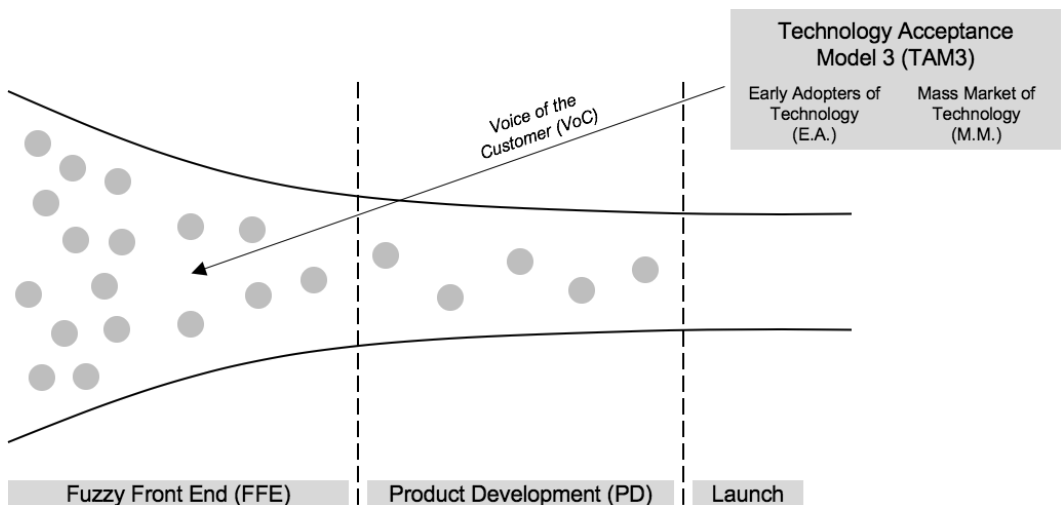 Technology Acceptance
Model 3 (TAM3)
Early Adopters of
Technology
(E.A.)
Mass Market of
Technology
(M.M.)
Voice of the
Customer (VoC)
Fuzzy Front End (FFE)
Product Development (PD)
Launch